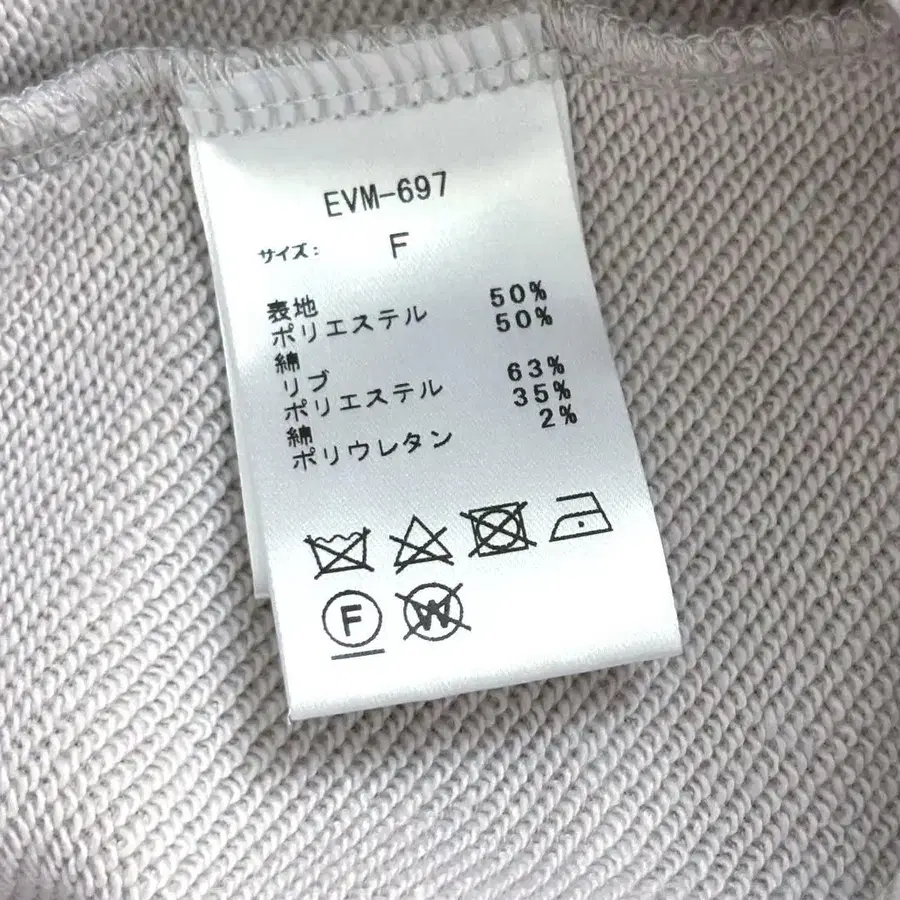 EVM-697
サイズ: F
表地
ポリエステル 50%
綿 50%
リブ
ポリエステル 63%
綿 35%
ポリウレタン 2%
F W